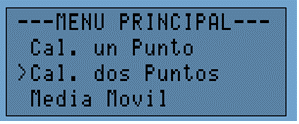 ---MENU PRINCIPAL---
Cal. un Punto
>Cal. dos Puntos
Media Movil